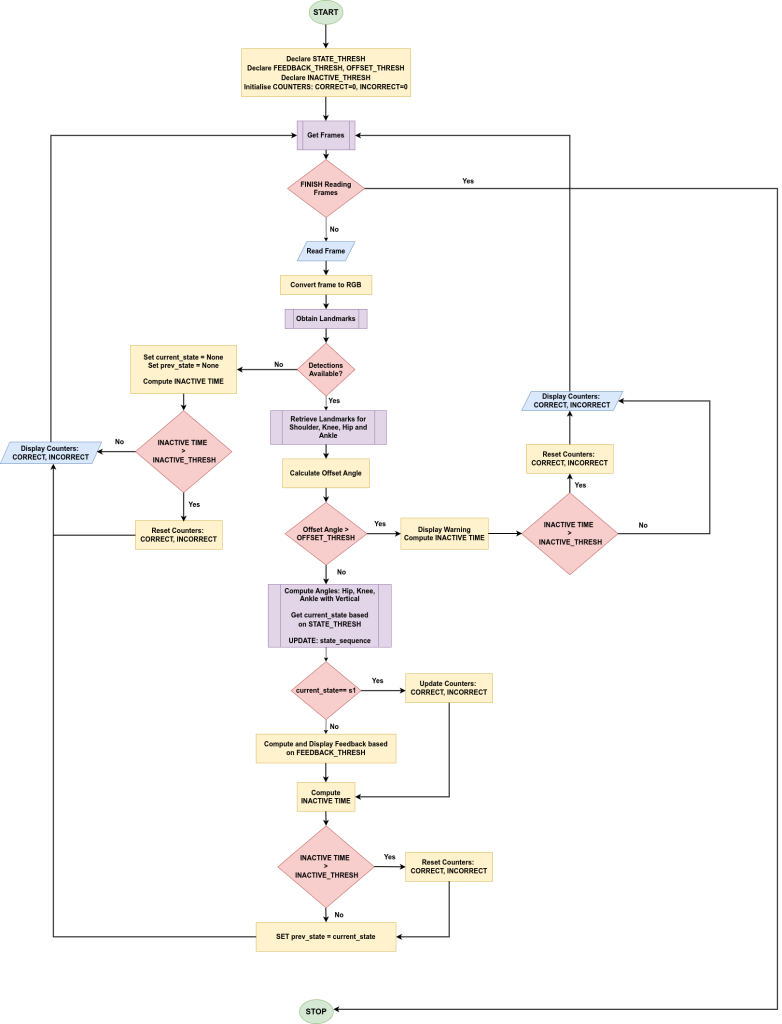 START
Declare STATE_THRESH
Declare FEEDBACK_THRESH, OFFSET_THRESH
Declare INACTIVE_THRESH
Initialise COUNTERS: CORRECT=0, INCORRECT=0
Get Frames
FINISH Reading
Frames
Yes
No
Read Frame
Convert frame to RGB
Obtain Landmarks
Detections
Available?
No
Yes
Set current_state = None
Set prev_state = None
Compute INACTIVE TIME
INACTIVE TIME
>
INACTIVE_THRESH
No
Display Counters:
CORRECT, INCORRECT
Yes
Reset Counters:
CORRECT, INCORRECT
Retrieve Landmarks for
Shoulder, Knee, Hip and
Ankle
Calculate Offset Angle
Offset Angle >
OFFSET_THRESH
Yes
No
Display Warning
Compute INACTIVE TIME
INACTIVE TIME
>
INACTIVE_THRESH
Yes
No
Reset Counters:
CORRECT, INCORRECT
Display Counters:
CORRECT, INCORRECT
Compute Angles: Hip, Knee,
Ankle with Vertical
Get current_state based
on STATE_THRESH
UPDATE: state_sequence
current_state== s1
Yes
No
Update Counters:
CORRECT, INCORRECT
Compute and Display Feedback based
on FEEDBACK_THRESH
Compute
INACTIVE TIME
INACTIVE TIME
>
INACTIVE_THRESH
Yes
No
Reset Counters:
CORRECT, INCORRECT
SET prev_state = current_state
STOP